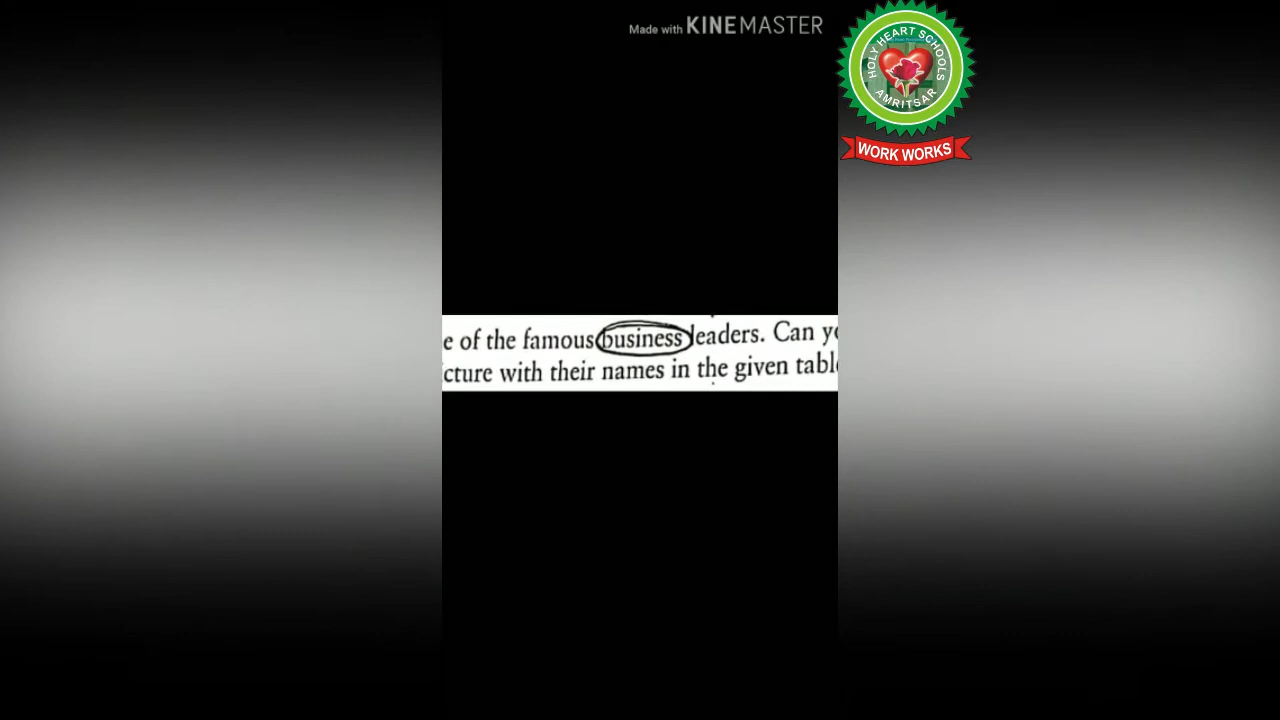 Made with KINEMASTER
HOLY HEART SCHOOLS
AMRITSAR
WORK WORKS
e of the famous business leaders. Can yo
cture with their names in the given tabl